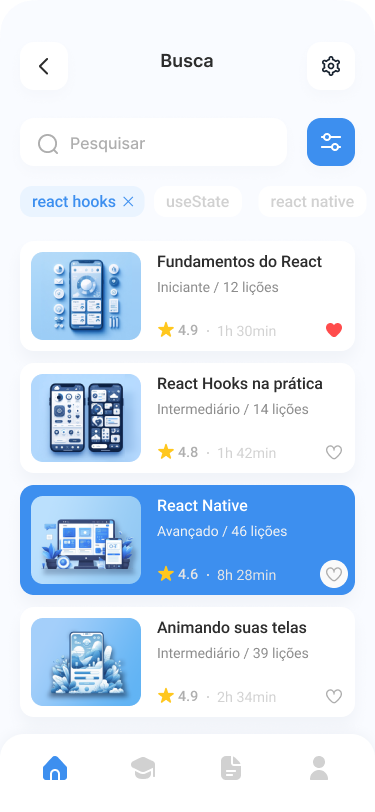 Busca
Pesquisar
react hooks
useState
react native
Fundamentos do React
Iniciante / 12 lições
4.9 · 1h 30min
React Hooks na prática
Intermediário / 14 lições
4.8 · 1h 42min
React Native
Avançado / 46 lições
4.6 · 8h 28min
Animando suas telas
Intermediário / 39 lições
4.9 · 2h 34min